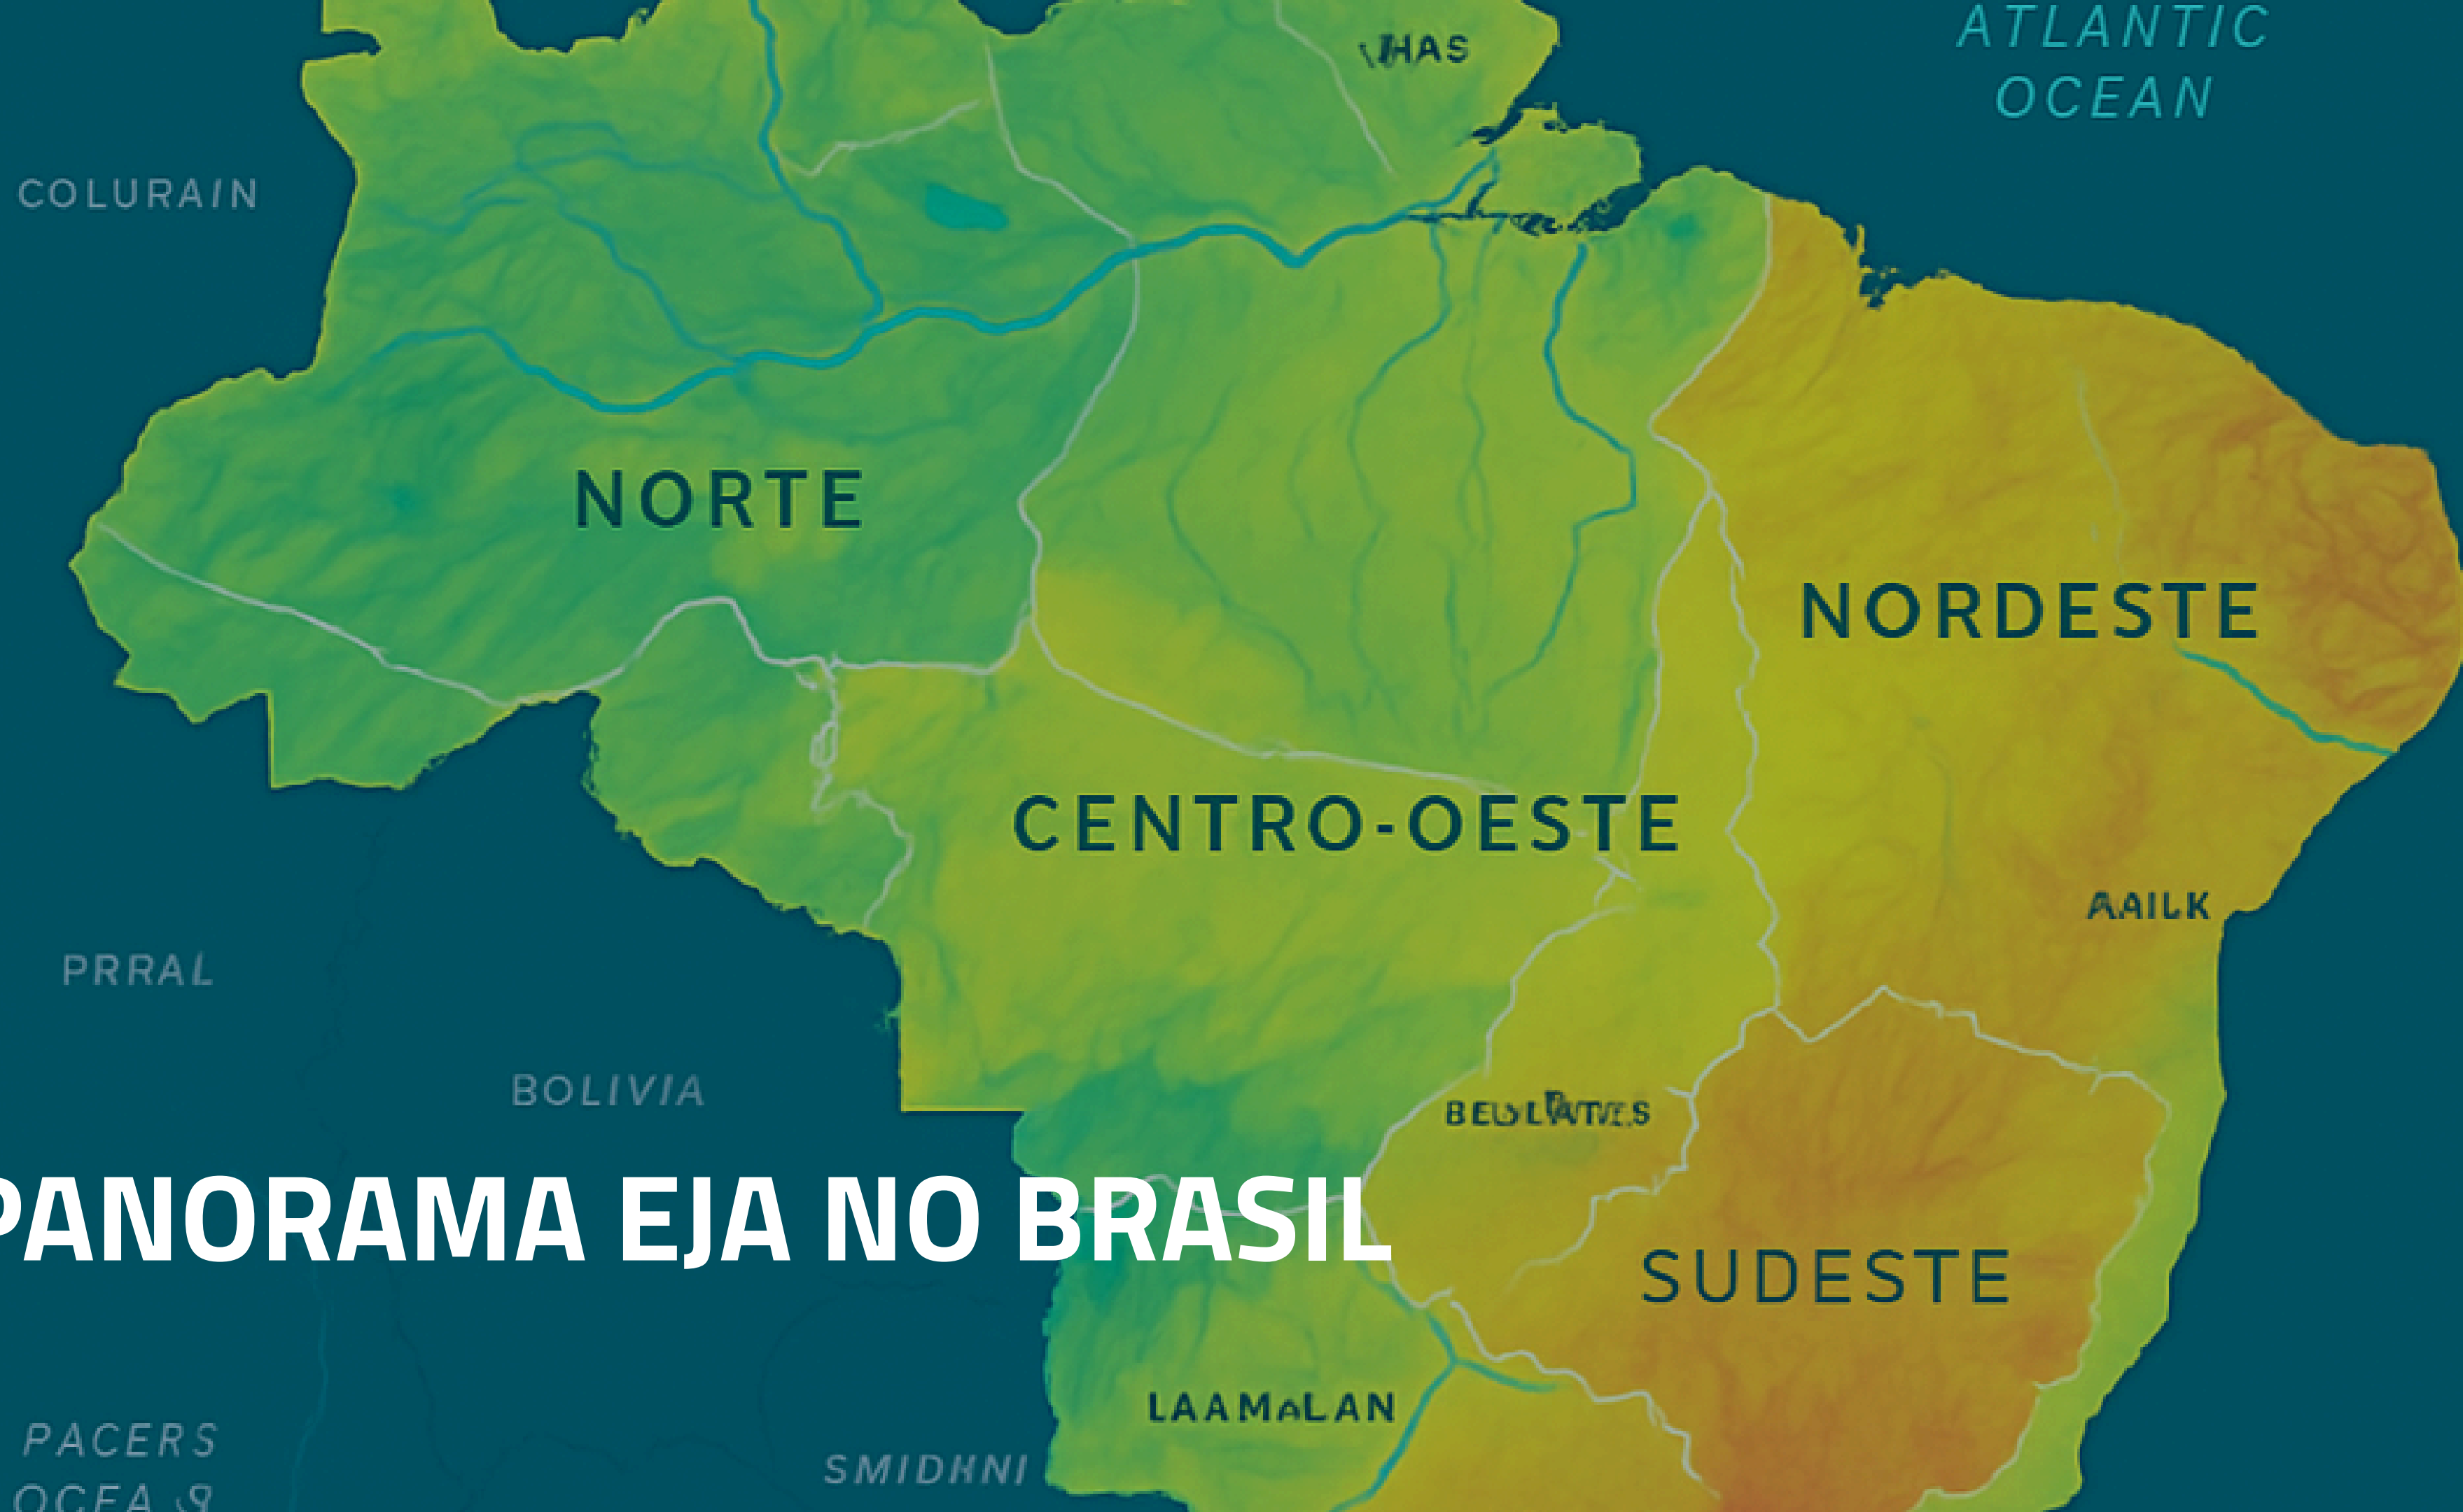 ATLANTIC
OCEAN
COLURAIN
NORTE
NORDESTE
CENTRO-OESTE
AAILK
PRRAL
BOLIVIA
PANORAMA EJA NO BRASIL
SUDESTE
LAAMALAN
PACERS
SMIDHNI